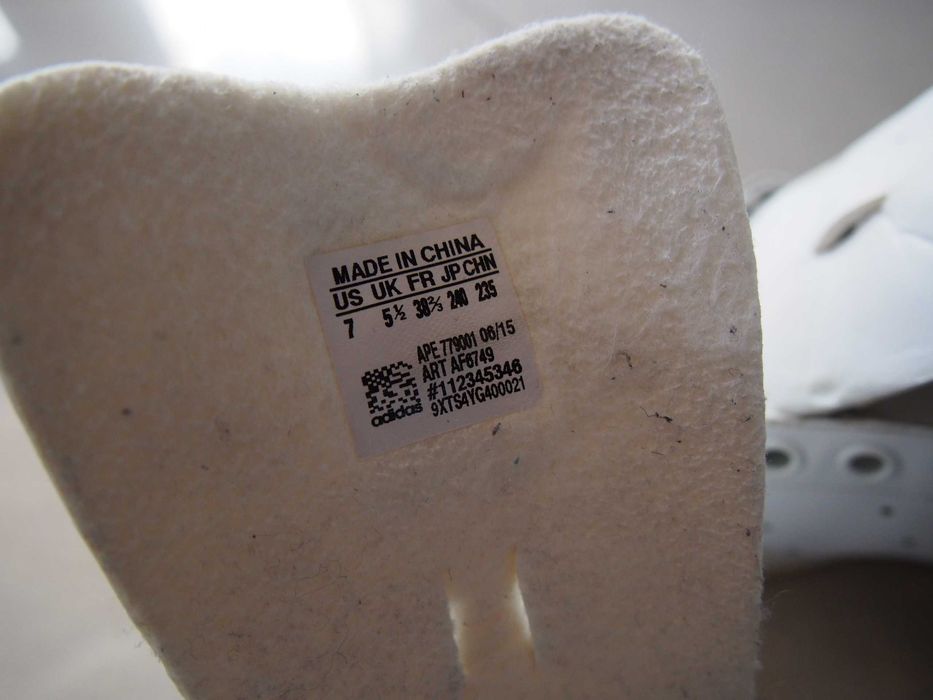 MADE IN CHINA
US UK FR JP CHN
7 5½ 38⅔ 240 235
APE 779001 06/15
ART AF6749
#112345346
9XTS4YG400021
adidas